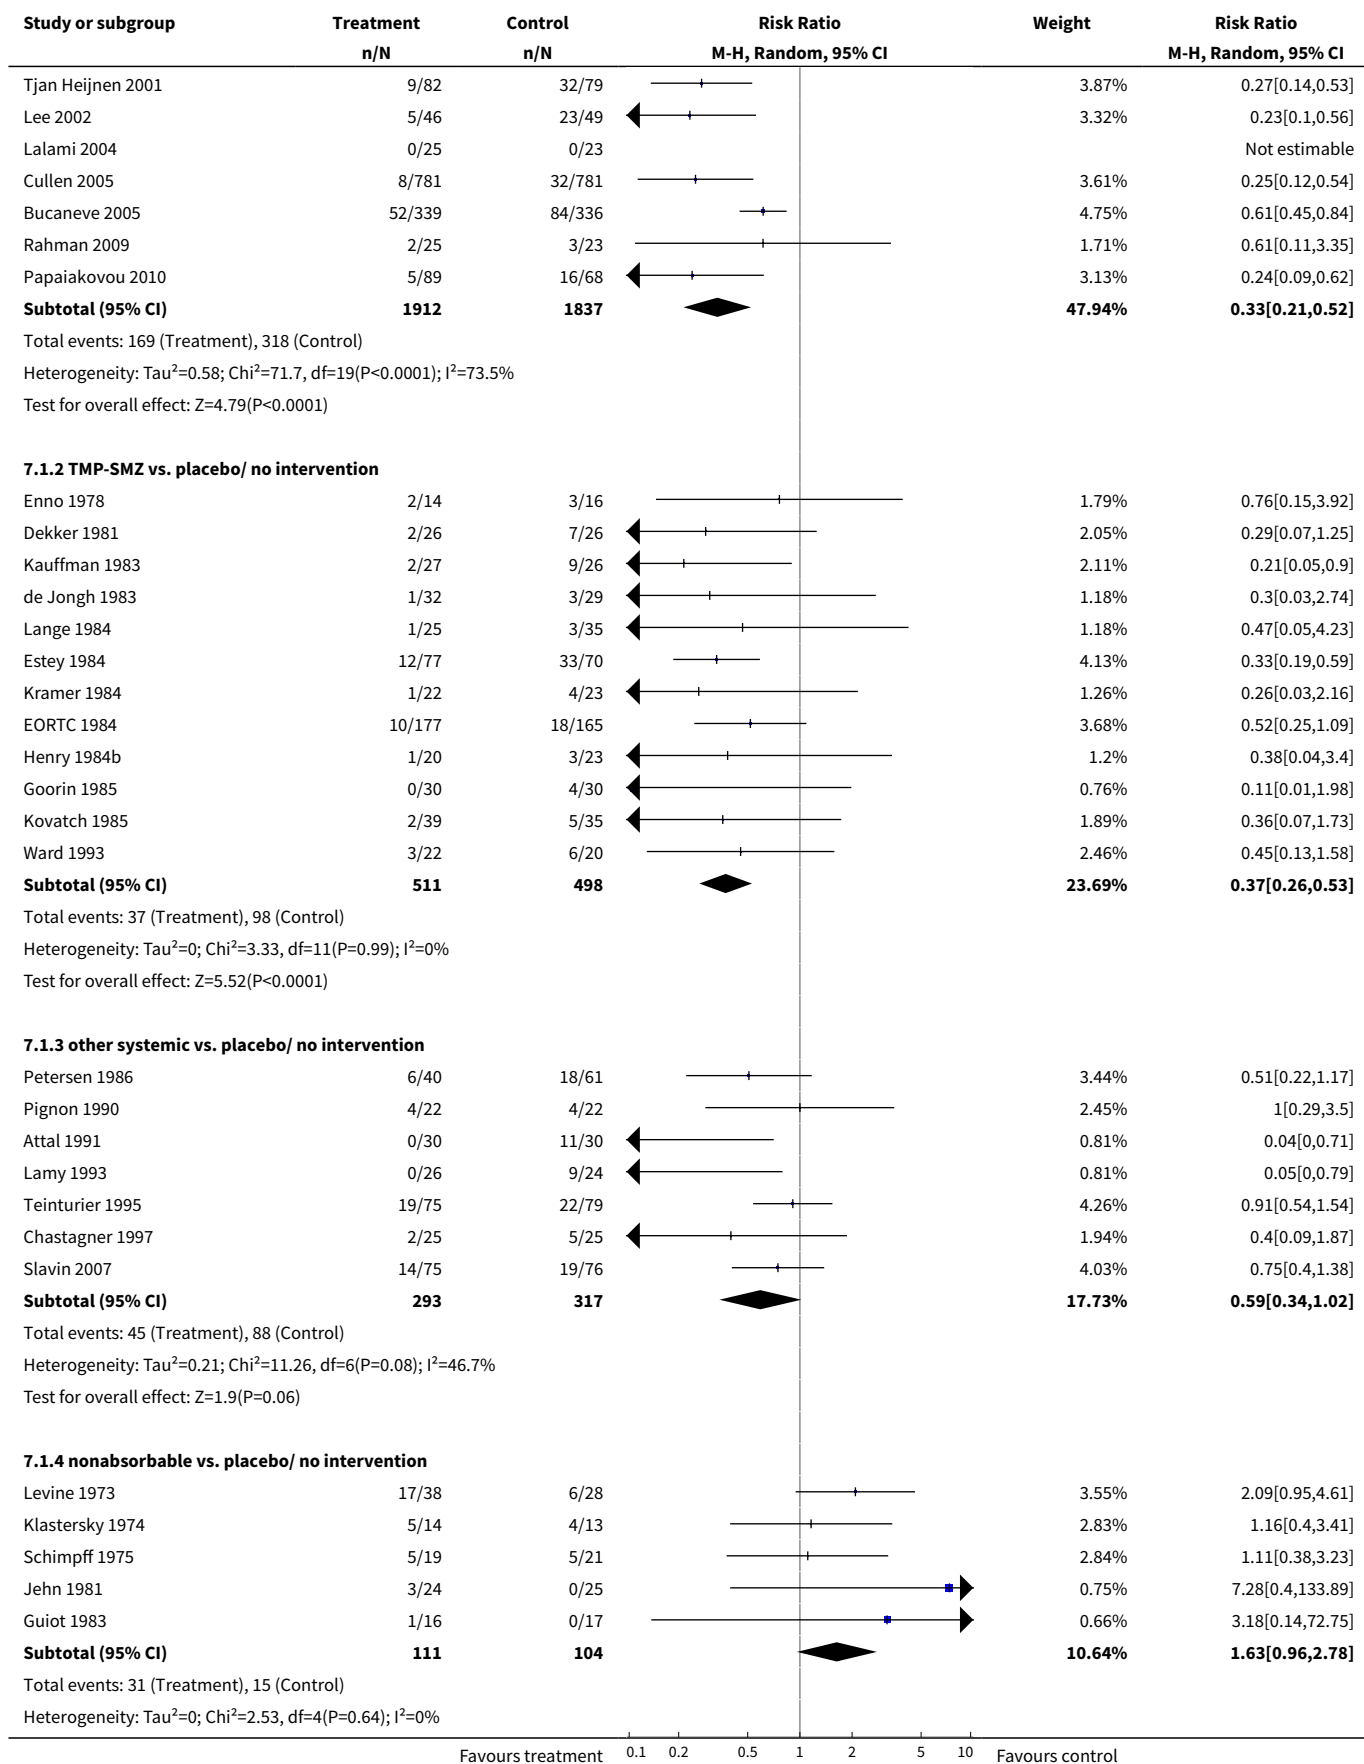 Study or subgroup Treatment Control Risk Ratio Weight Risk Ratio
n/N n/N M-H, Random, 95% CI M-H, Random, 95% CI
Tjan Heijnen 2001 9/82 32/79 3.87% 0.27[0.14,0.53]
Lee 2002 5/46 23/49 3.32% 0.23[0.1,0.56]
Lalami 2004 0/25 0/23 Not estimable
Cullen 2005 8/781 32/781 3.61% 0.25[0.12,0.54]
Bucaneve 2005 52/339 84/336 4.75% 0.61[0.45,0.84]
Rahman 2009 2/25 3/23 1.71% 0.61[0.11,3.35]
Papaiakovou 2010 5/89 16/68 3.13% 0.24[0.09,0.62]
Subtotal (95% CI) 1912 1837 47.94% 0.33[0.21,0.52]
Total events: 169 (Treatment), 318 (Control)
Heterogeneity: Tau²=0.58; Chi²=71.7, df=19(P<0.0001); I²=73.5%
Test for overall effect: Z=4.79(P<0.0001)
7.1.2 TMP-SMZ vs. placebo/ no intervention
Enno 1978 2/14 3/16 1.79% 0.76[0.15,3.92]
Dekker 1981 2/26 7/26 2.05% 0.29[0.07,1.25]
Kauffman 1983 2/27 9/26 2.11% 0.21[0.05,0.9]
de Jongh 1983 1/32 3/29 1.18% 0.3[0.03,2.74]
Lange 1984 1/25 3/35 1.18% 0.47[0.05,4.23]
Estey 1984 12/77 33/70 4.13% 0.33[0.19,0.59]
Kramer 1984 1/22 4/23 1.26% 0.26[0.03,2.16]
EORTC 1984 10/177 18/165 3.68% 0.52[0.25,1.09]
Henry 1984b 1/20 3/23 1.2% 0.38[0.04,3.4]
Goorin 1985 0/30 4/30 0.76% 0.11[0.01,1.98]
Kovatch 1985 2/39 5/35 1.89% 0.36[0.07,1.73]
Ward 1993 3/22 6/20 2.46% 0.45[0.13,1.58]
Subtotal (95% CI) 511 498 23.69% 0.37[0.26,0.53]
Total events: 37 (Treatment), 98 (Control)
Heterogeneity: Tau²=0; Chi²=3.33, df=11(P=0.99); I²=0%
Test for overall effect: Z=5.52(P<0.0001)
7.1.3 other systemic vs. placebo/ no intervention
Petersen 1986 6/40 18/61 3.44% 0.51[0.22,1.17]
Pignon 1990 4/22 4/22 2.45% 1[0.29,3.5]
Attal 1991 0/30 11/30 0.81% 0.04[0,0.71]
Lamy 1993 0/26 9/24 0.81% 0.05[0,0.79]
Teinturier 1995 19/75 22/79 4.26% 0.91[0.54,1.54]
Chastagner 1997 2/25 5/25 1.94% 0.4[0.09,1.87]
Slavin 2007 14/75 19/76 4.03% 0.75[0.4,1.38]
Subtotal (95% CI) 293 317 17.73% 0.59[0.34,1.02]
Total events: 45 (Treatment), 88 (Control)
Heterogeneity: Tau²=0.21; Chi²=11.26, df=6(P=0.08); I²=46.7%
Test for overall effect: Z=1.9(P=0.06)
7.1.4 nonabsorbable vs. placebo/ no intervention
Levine 1973 17/38 6/28 3.55% 2.09[0.95,4.61]
Klastersky 1974 5/14 4/13 2.83% 1.16[0.4,3.41]
Schimpff 1975 5/19 5/21 2.84% 1.11[0.38,3.23]
Jehn 1981 3/24 0/25 0.75% 7.28[0.4,133.89]
Guiot 1983 1/16 0/17 0.66% 3.18[0.14,72.75]
Subtotal (95% CI) 111 104 10.64% 1.63[0.96,2.78]
Total events: 31 (Treatment), 15 (Control)
Heterogeneity: Tau²=0; Chi²=2.53, df=4(P=0.64); I²=0%
Favours treatment 0.1 0.2 0.5 1 2 5 10 Favours control